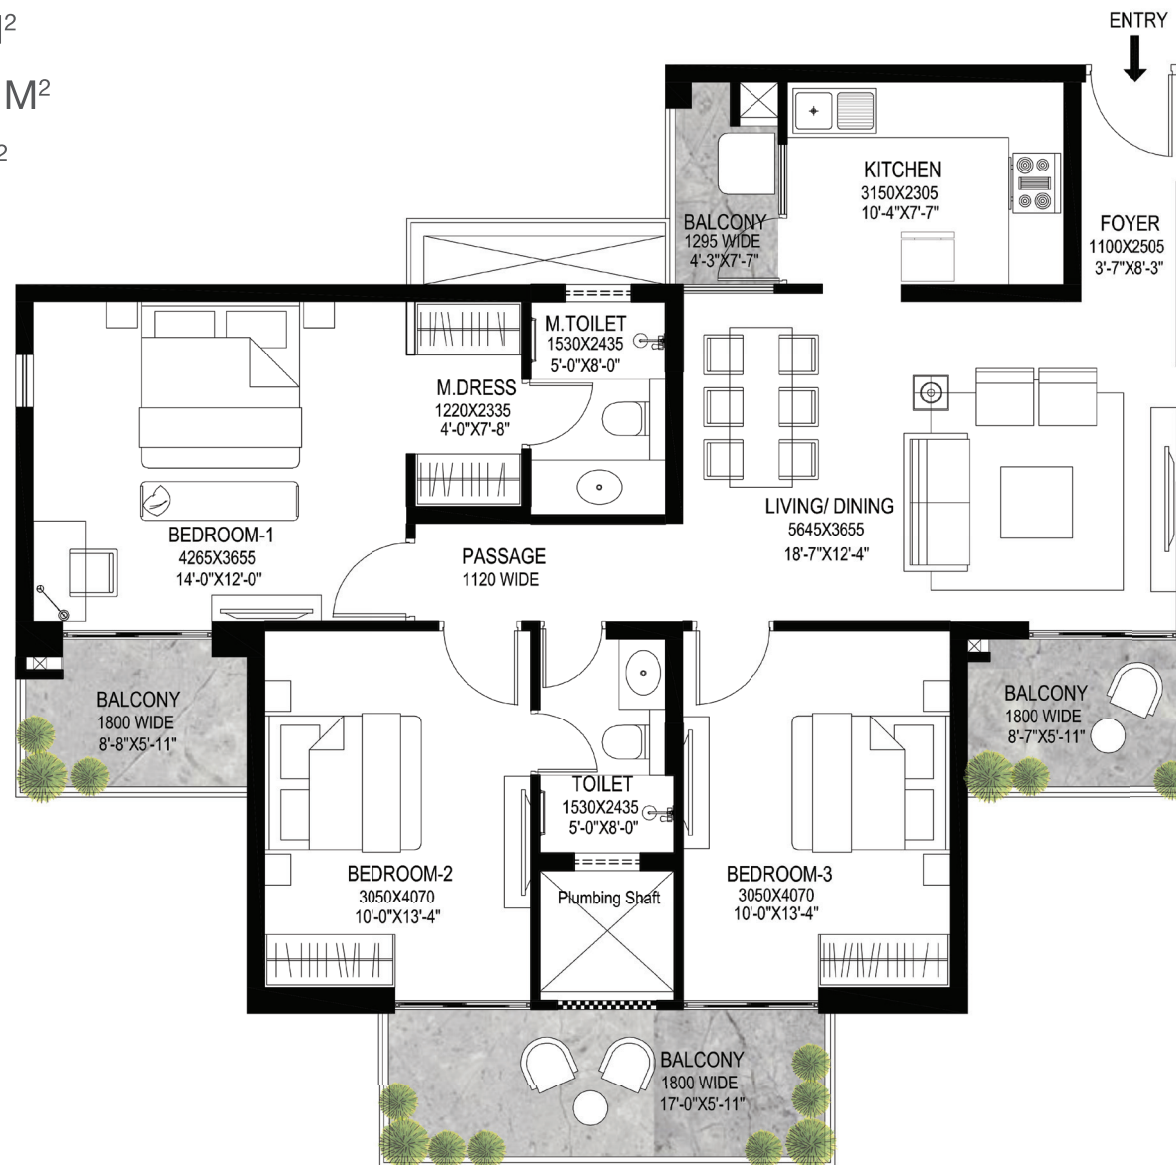 M²
ENTRY
KITCHEN
3150X2305
10'-4"X7'-7"
BALCONY
1295 WIDE
4'-3"X7'-7"
FOYER
1100X2505
3'-7"X8'-3"
M.TOILET
1530X2435
5'-0"X8'-0"
M.DRESS
1220X2335
4'-0"X7'-8"
LIVING/ DINING
5645X3655
18'-7"X12'-4"
BEDROOM-1
4265X3655
14'-0"X12'-0"
PASSAGE
1120 WIDE
BALCONY
1800 WIDE
8'-8"X5'-11"
BALCONY
1800 WIDE
8'-7"X5'-11"
TOILET
1530X2435
5'-0"X8'-0"
BEDROOM-2
3050X4070
10'-0"X13'-4"
BEDROOM-3
3050X4070
10'-0"X13'-4"
Plumbing Shaft
BALCONY
1800 WIDE
17'-0"X5'-11"